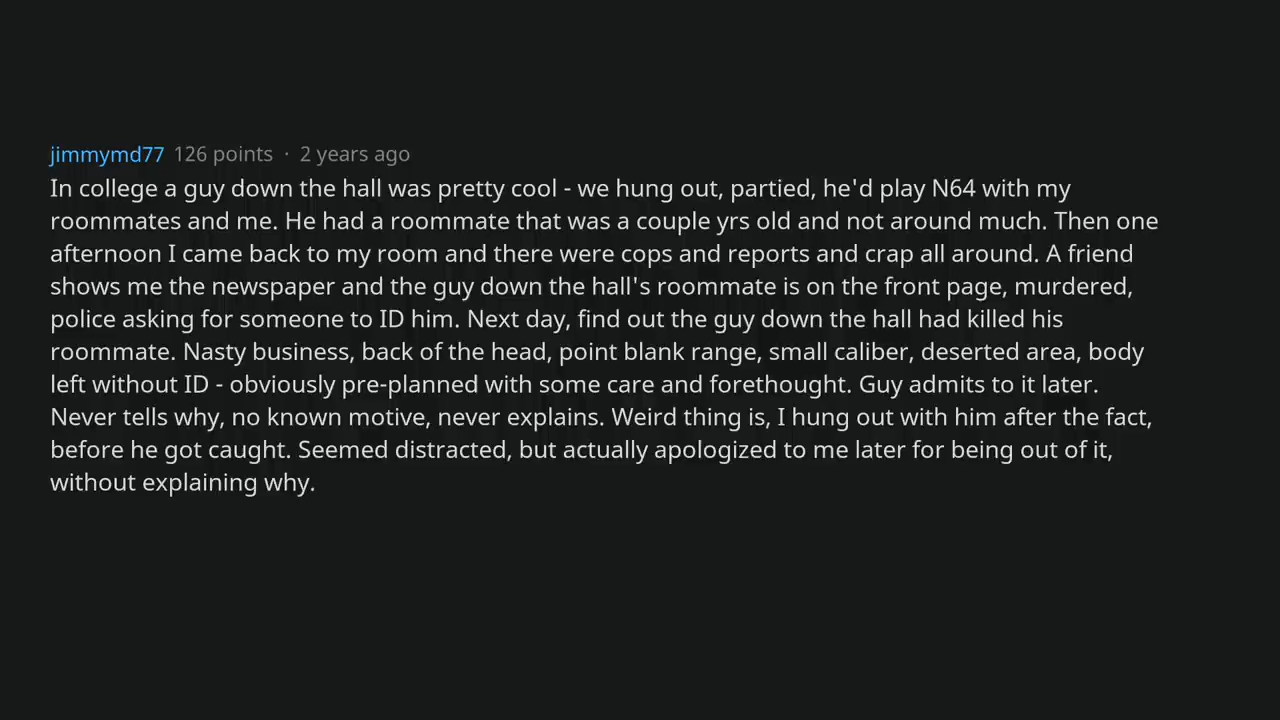 jimmymd77 126 points · 2 years ago
In college a guy down the hall was pretty cool - we hung out, partied, he'd play N64 with my
roommates and me. He had a roommate that was a couple yrs old and not around much. Then one
afternoon I came back to my room and there were cops and reports and crap all around. A friend
shows me the newspaper and the guy down the hall's roommate is on the front page, murdered,
police asking for someone to ID him. Next day, find out the guy down the hall had killed his
roommate. Nasty business, back of the head, point blank range, small caliber, deserted area, body
left without ID - obviously pre-planned with some care and forethought. Guy admits to it later.
Never tells why, no known motive, never explains. Weird thing is, I hung out with him after the fact,
before he got caught. Seemed distracted, but actually apologized to me later for being out of it,
without explaining why.